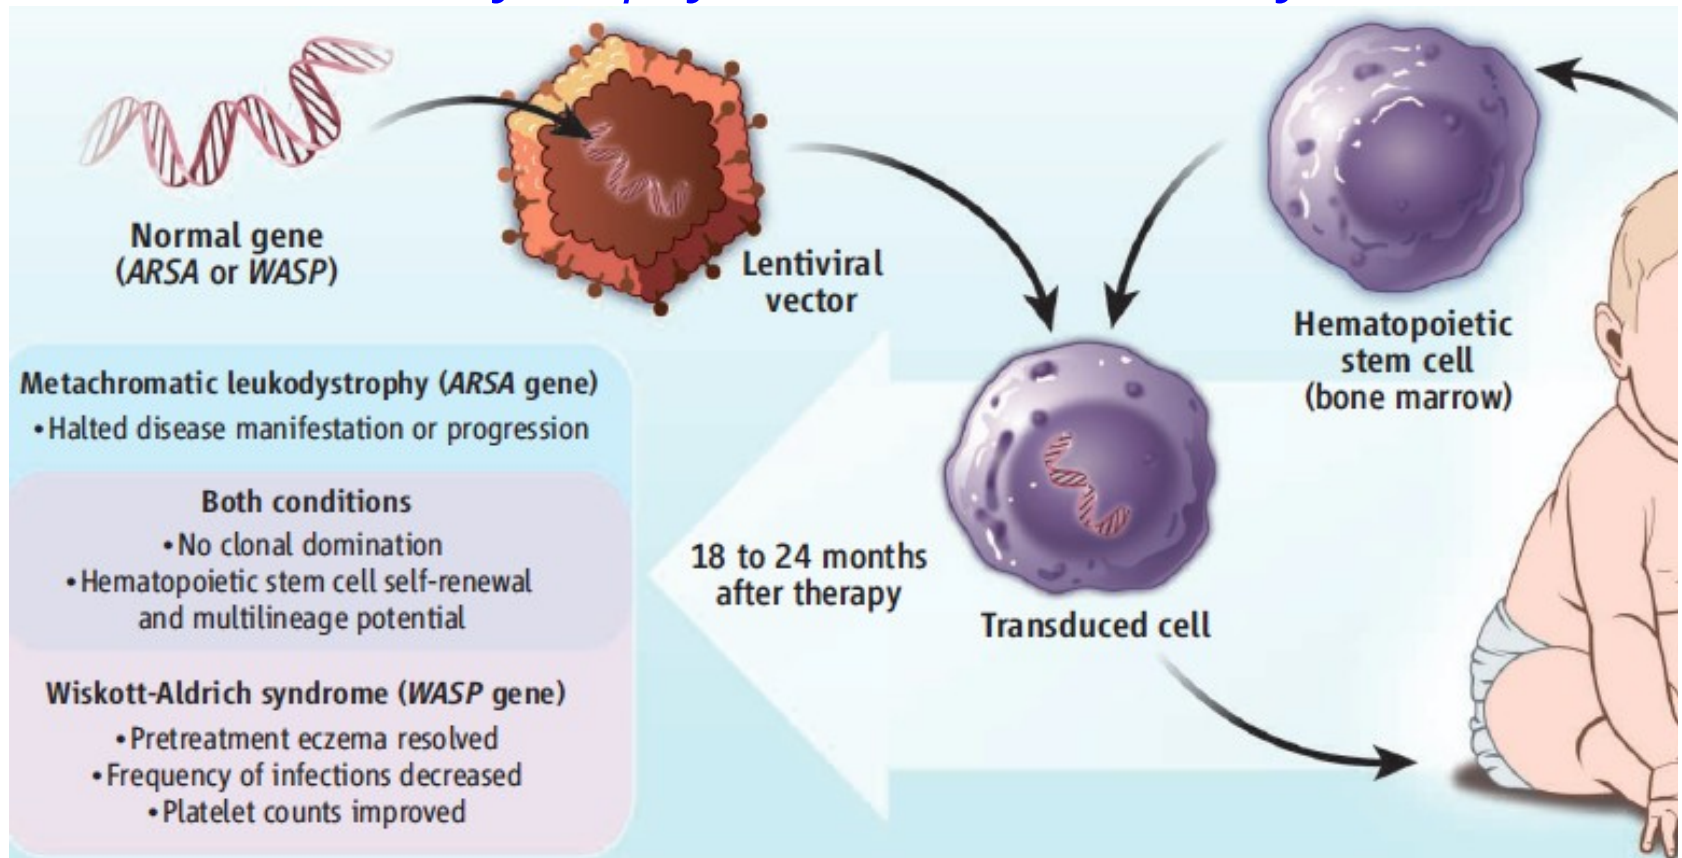 Normal gene
(ARSA or WASP)
Lentiviral
vector
Hematopoietic
stem cell
(bone marrow)
Metachromatic leukodystrophy (ARSA gene)
•Halted disease manifestation or progression
Both conditions
•No clonal domination
•Hematopoietic stem cell self-renewal
and multilineage potential
18 to 24 months
after therapy
Transduced cell
Wiskott-Aldrich syndrome (WASP gene)
•Pretreatment eczema resolved
•Frequency of infections decreased
•Platelet counts improved